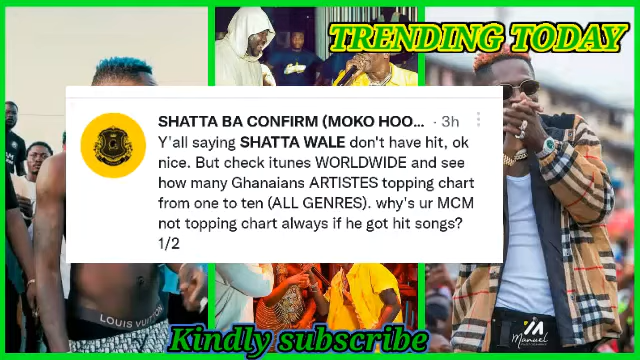 TRENDING TODAY
SHATTA BA CONFIRM (MOKO HOO... · 3h
Y'all saying SHATTA WALE don't have hit, ok
nice. But check itunes WORLDWIDE and see
how many Ghanaians ARTISTES topping chart
from one to ten (ALL GENRES). why's ur MCM
not topping chart always if he got hit songs?
1/2
LOUIS VUITTON
Manuel
Kindly subscribe